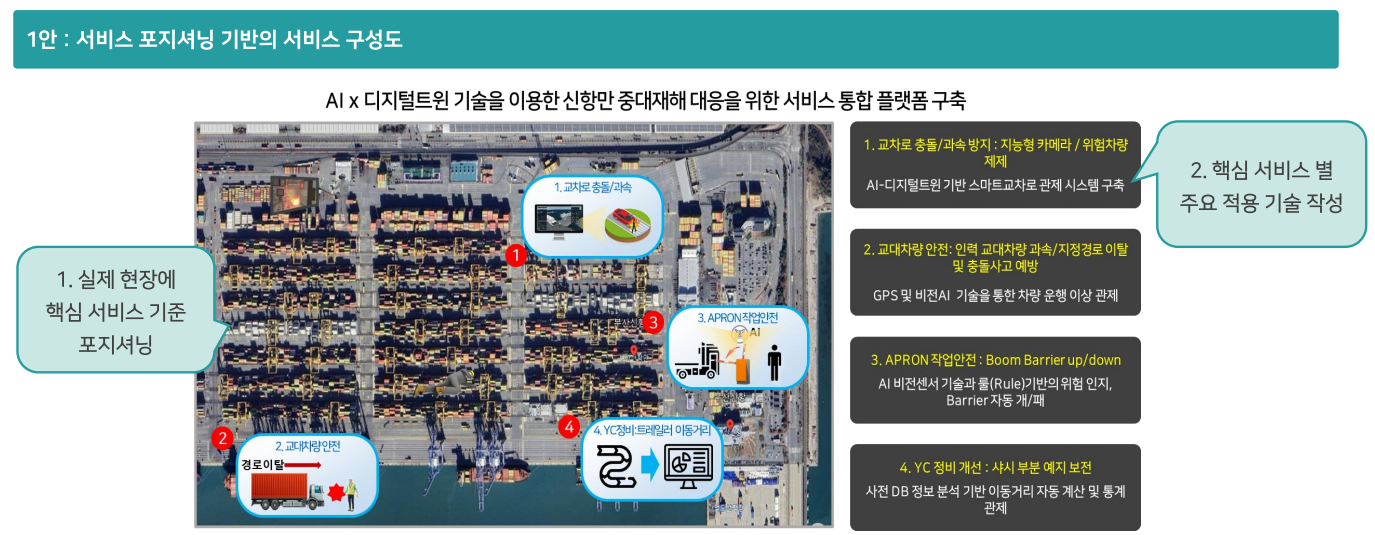 1안 : 서비스 포지셔닝 기반의 서비스 구성도
AI x 디지털트윈 기술을 이용한 신항만 중대재해 대응을 위한 서비스 통합 플랫폼 구축
1. 실제 현장에
핵심 서비스 기준
포지셔닝
1. 교차로 충돌/과속
1
3
3. APRON 작업안전
AI
2
2. 교대차량 안전
경로이탈
4
4. YC정비:트레일러 이동거리
1. 교차로 충돌/과속 방지 : 지능형 카메라 / 위험차량
제제
AI-디지털트윈 기반 스마트교차로 관제 시스템 구축
2. 교대차량 안전: 인력 교대차량 과속/지정경로 이탈
및 충돌사고 예방
GPS 및 비전AI 기술을 통한 차량 운행 이상 관제
3. APRON 작업안전 : Boom Barrier up/down
AI 비전센서 기술과 룰(Rule)기반의 위험 인지,
Barrier 자동 개/패
4. YC 정비 개선 : 샤시 부분 예지 보전
사전 DB 정보 분석 기반 이동거리 자동 계산 및 통계
관제
2. 핵심 서비스 별
주요 적용 기술 작성